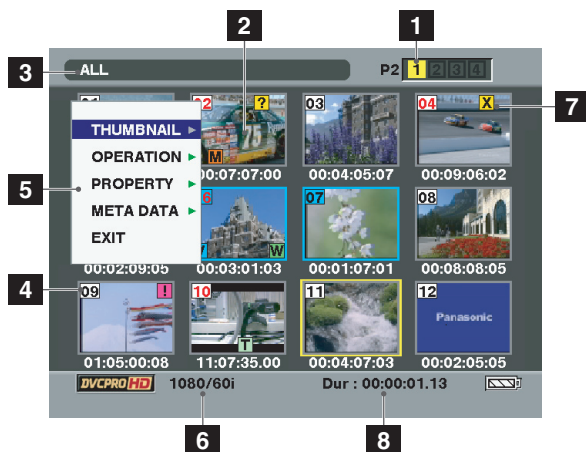 2
1
3
ALL
P2 1 2 3 4
02 ? 75 M
03
04 X
7
THUMBNAIL
OPERATION
PROPERTY
META DATA
EXIT
5
00:07:07:00
00:04:05:07
00:09:06:02
W
07
08
00:02:09:05
00:03:01:03
00:01:07:01
00:08:08:05
4
09 !
10 T
11
12 Panasonic
01:05:00:08
11:07:35.00
00:04:07:03
00:02:05:05
DVCPRO HD
1080/60i
Dur : 00:00:01.13
6
8